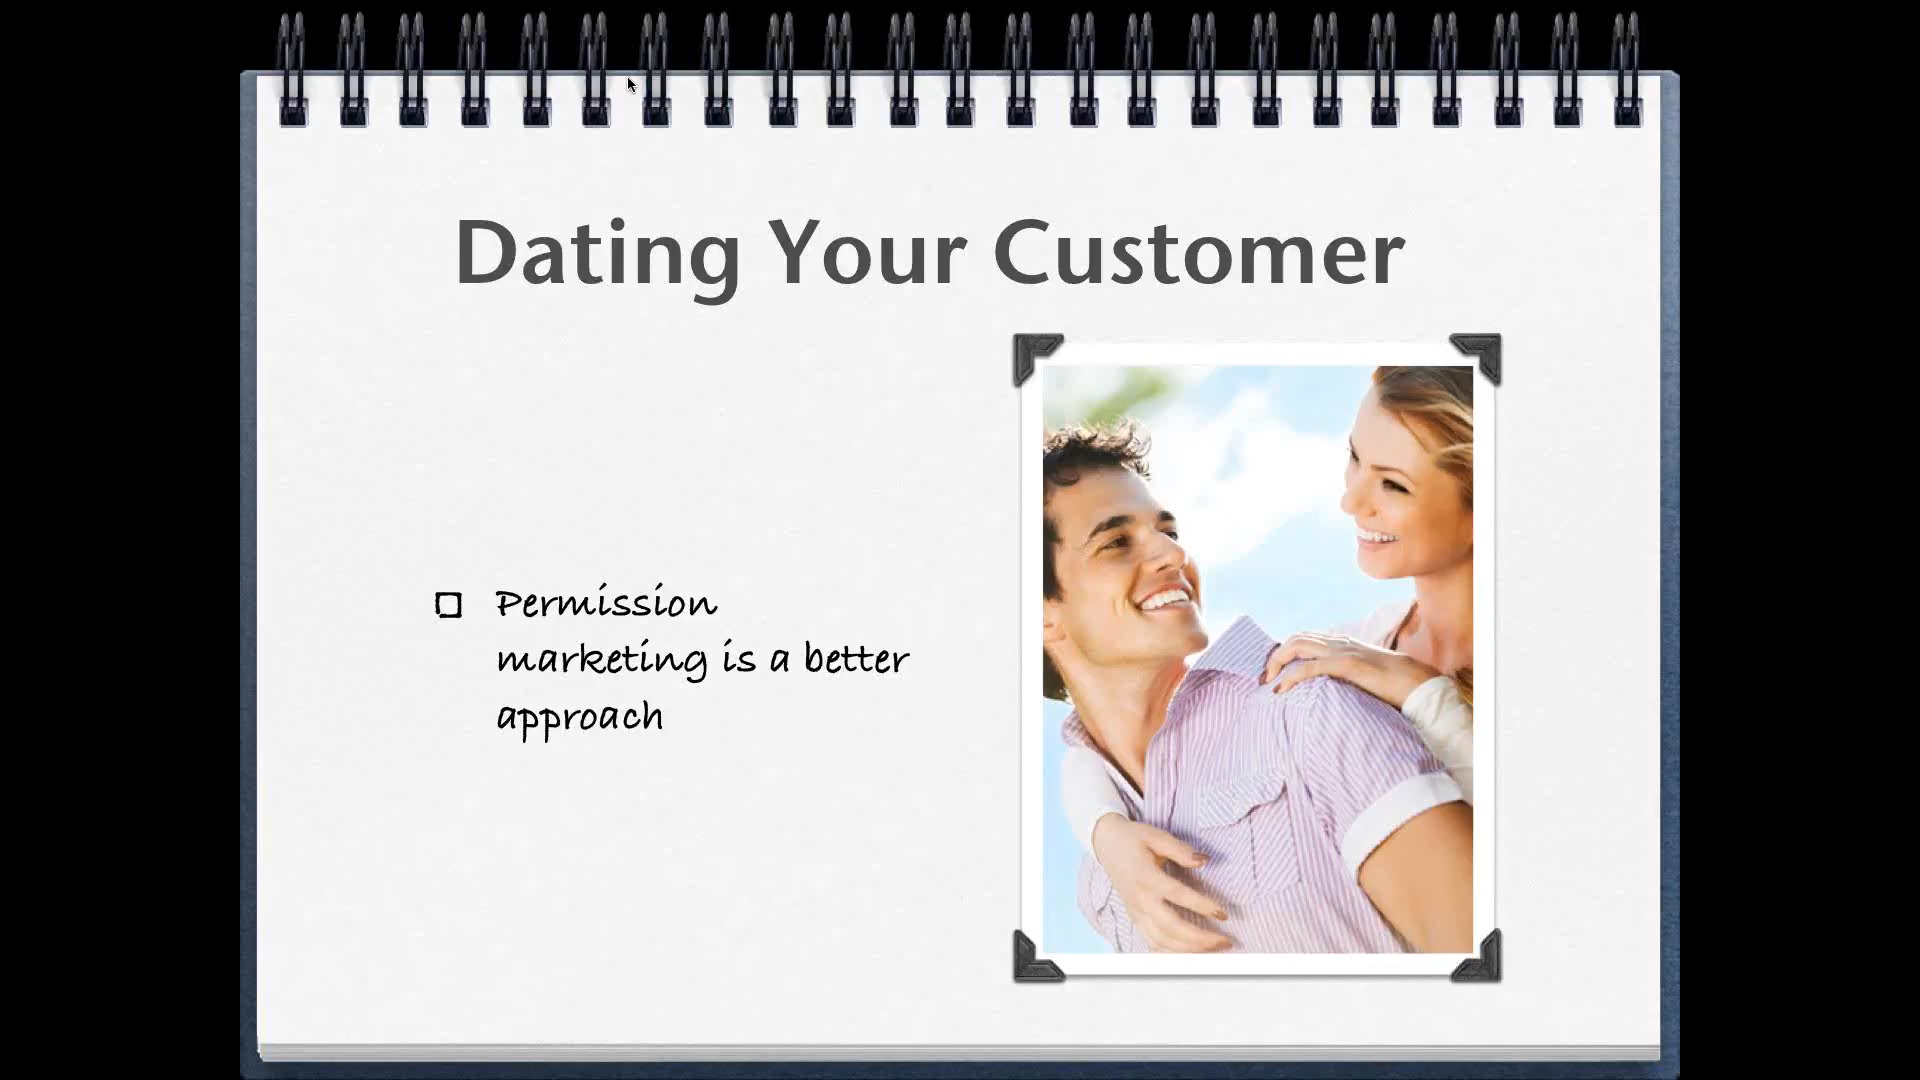 Dating Your Customer
Permission
marketing is a better
approach